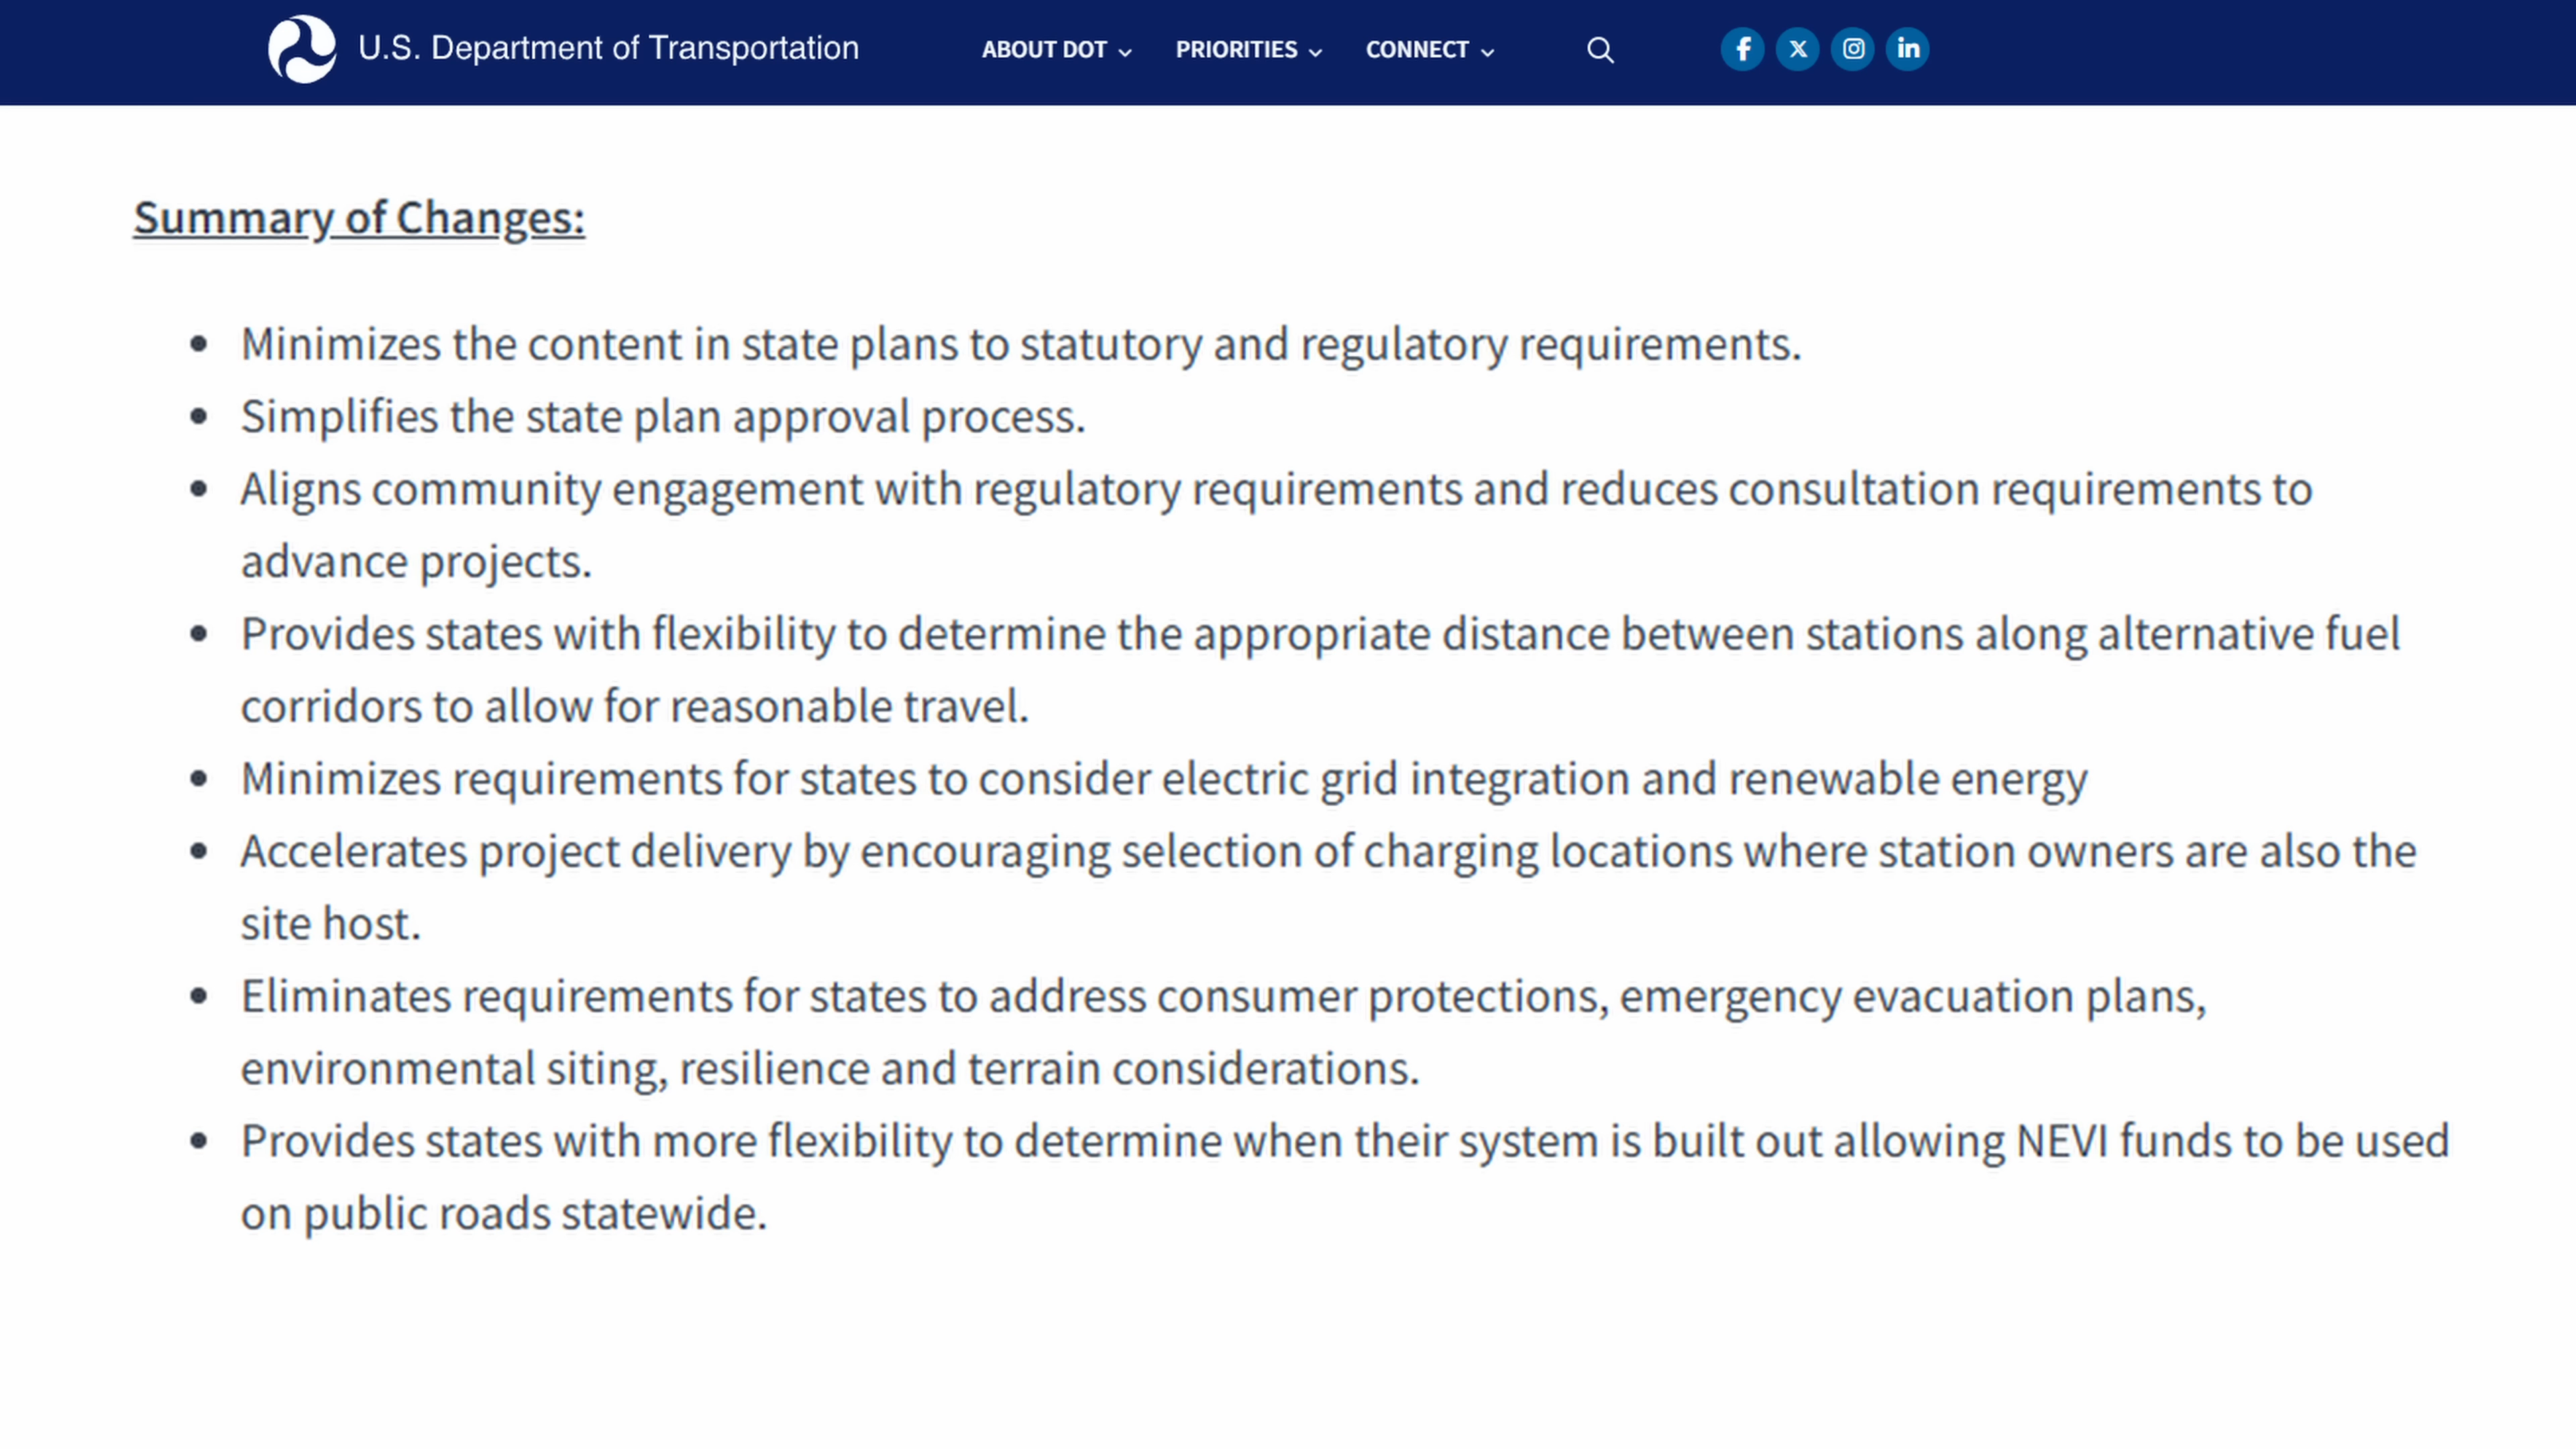 U.S. Department of Transportation
ABOUT DOT
PRIORITIES
CONNECT
Summary of Changes:
• Minimizes the content in state plans to statutory and regulatory requirements.
• Simplifies the state plan approval process.
• Aligns community engagement with regulatory requirements and reduces consultation requirements to
advance projects.
• Provides states with flexibility to determine the appropriate distance between stations along alternative fuel
corridors to allow for reasonable travel.
• Minimizes requirements for states to consider electric grid integration and renewable energy
• Accelerates project delivery by encouraging selection of charging locations where station owners are also the
site host.
• Eliminates requirements for states to address consumer protections, emergency evacuation plans,
environmental siting, resilience and terrain considerations.
• Provides states with more flexibility to determine when their system is built out allowing NEVI funds to be used
on public roads statewide.